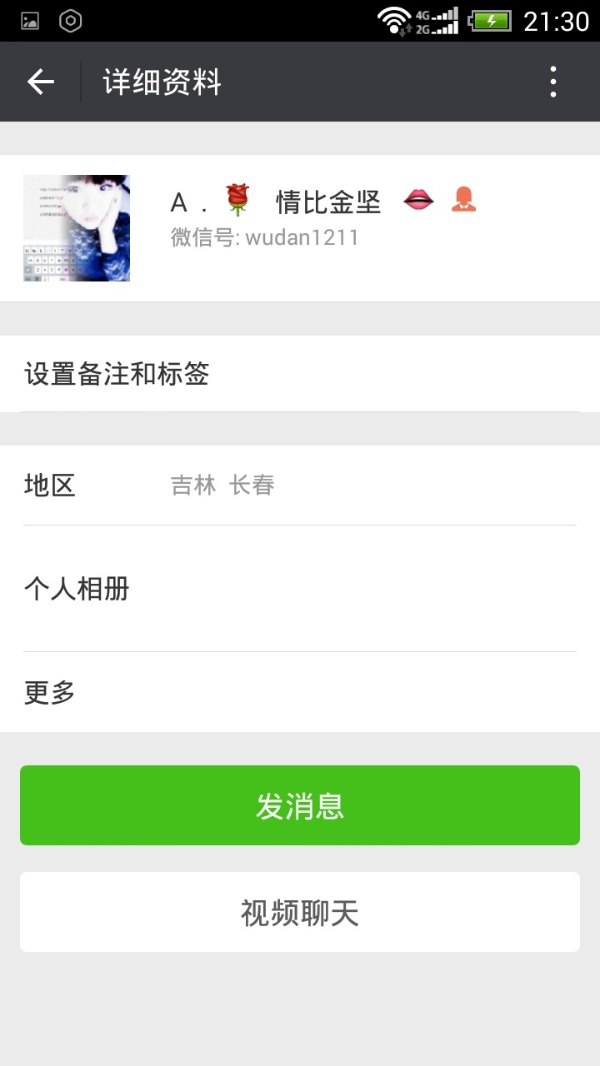 4G
2G
21:30
详细资料
A . 🌹 情比金坚 👄
微信号: wudan1211
设置备注和标签
地区 吉林 长春
个人相册
更多
发消息
视频聊天